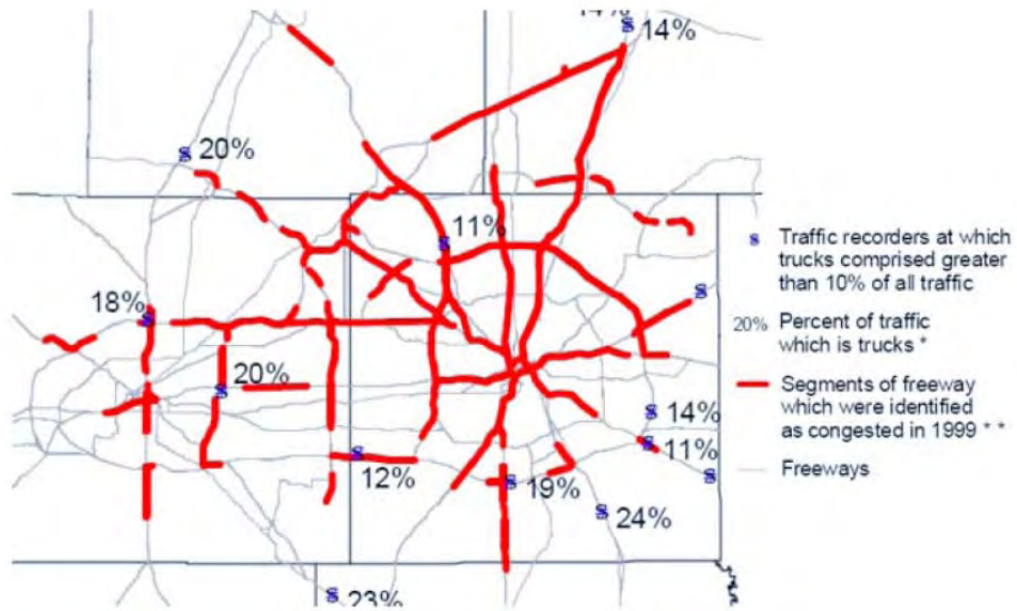 14%
14%
20%
11%
18%
20%
14%
11%
12%
19%
24%
23%
Traffic recorders at which
trucks comprised greater
than 10% of all traffic
20% Percent of traffic
which is trucks *
Segments of freeway
which were identified
as congested in 1999 * *
Freeways